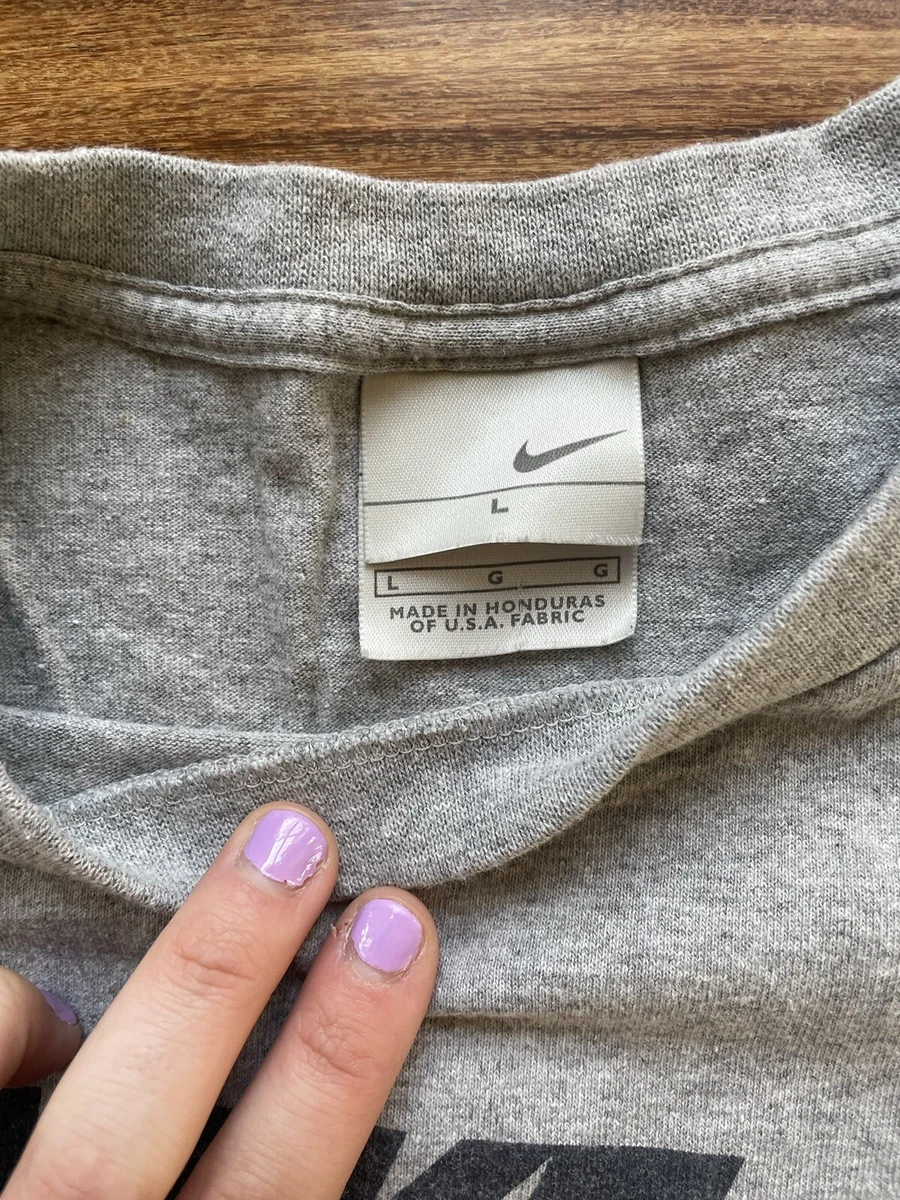 L
L G G
MADE IN HONDURAS
OF U.S.A. FABRIC